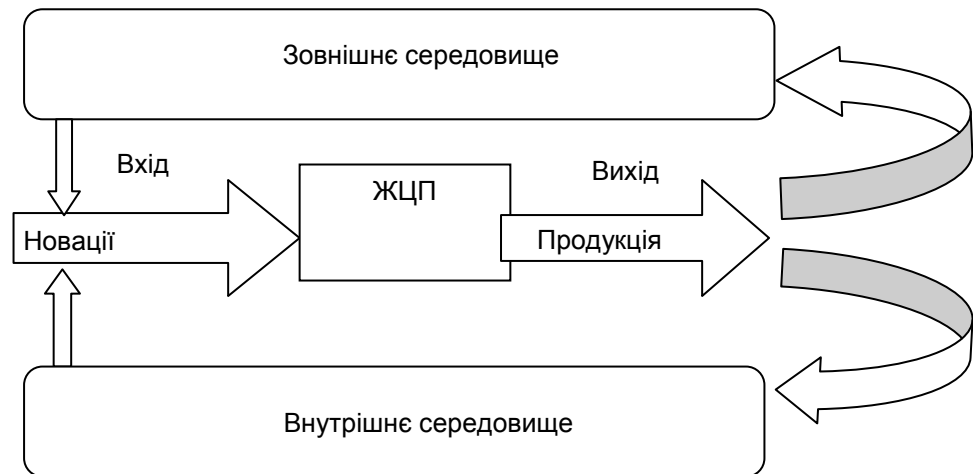 Зовнішнє середовище
Вхід
Вихід
ЖЦП
Новації
Продукція
Внутрішнє середовище